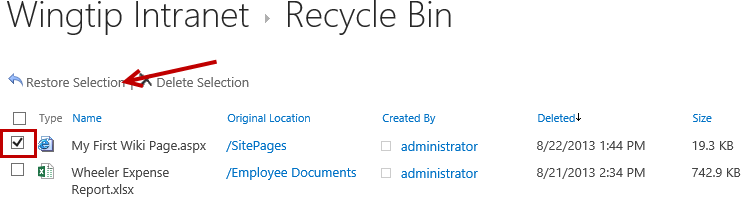 Wingtip Intranet › Recycle Bin
Restore Selection | Delete Selection
Type Name Original Location Created By Deleted Size
My First Wiki Page.aspx /SitePages administrator 8/22/2013 1:44 PM 19.3 KB
Wheeler Expense /Employee Documents administrator 8/21/2013 2:34 PM 742.9 KB
Report.xlsx